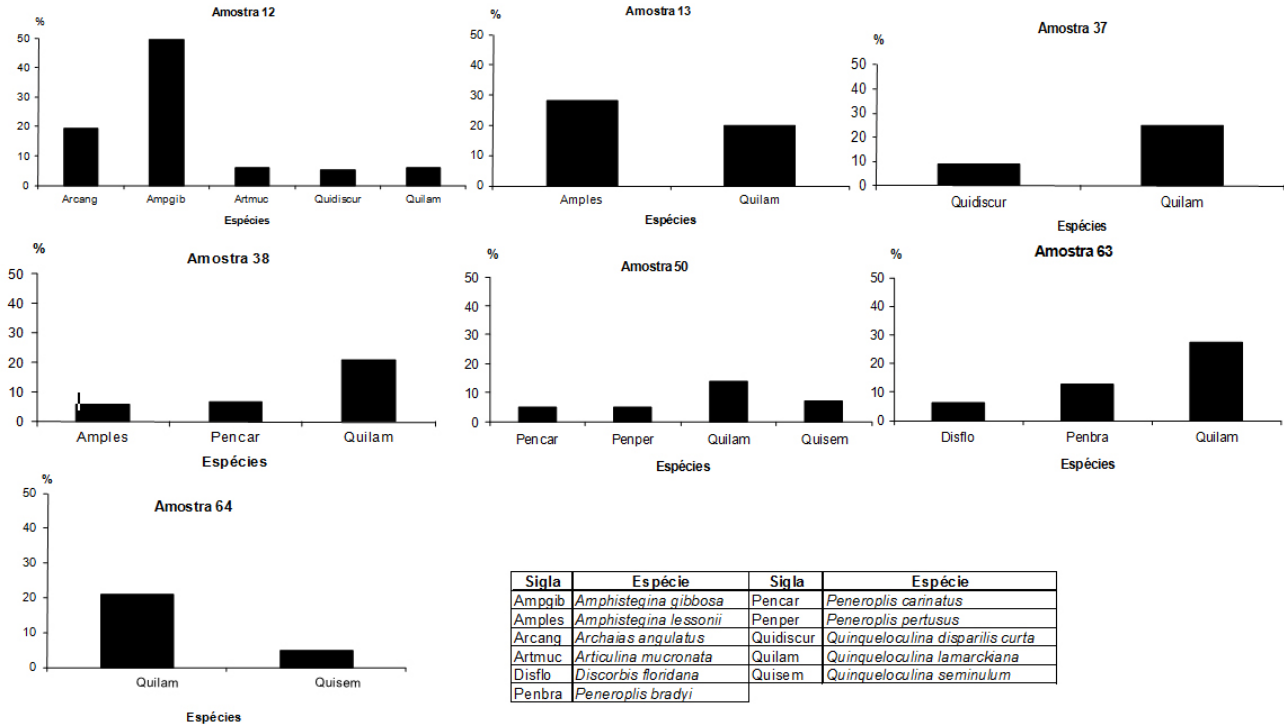 Amostra 12
%
50
40
30
20
10
0
Arcang Ampgib Artmuc Quidiscur Quilam
Espécies
Amostra 13
%
50
40
30
20
10
0
Amples Quilam
Espécies
Amostra 37
%
50
40
30
20
10
0
Quidiscur Quilam
Espécies
Amostra 38
%
50
40
30
20
10
0
Amples Pencar Quilam
Espécies
Amostra 50
%
50
40
30
20
10
0
Pencar Penper Quilam Quisem
Espécies
Amostra 63
%
50
40
30
20
10
0
Disflo Penbra Quilam
Espécies
Amostra 64
%
50
40
30
20
10
0
Quilam Quisem
Espécies
Sigla Espécie Sigla Espécie
Ampgib Amphistegina gibbosa Pencar Peneroplis carinatus
Amples Amphistegina lessonii Penper Peneroplis pertusus
Arcang Archaias angulatus Quidiscur Quinqueloculina disparilis curta
Artmuc Articulina mucronata Quilam Quinqueloculina lamarckiana
Disflo Discorbis floridana Quisem Quinqueloculina seminulum
Penbra Peneroplis bradyi